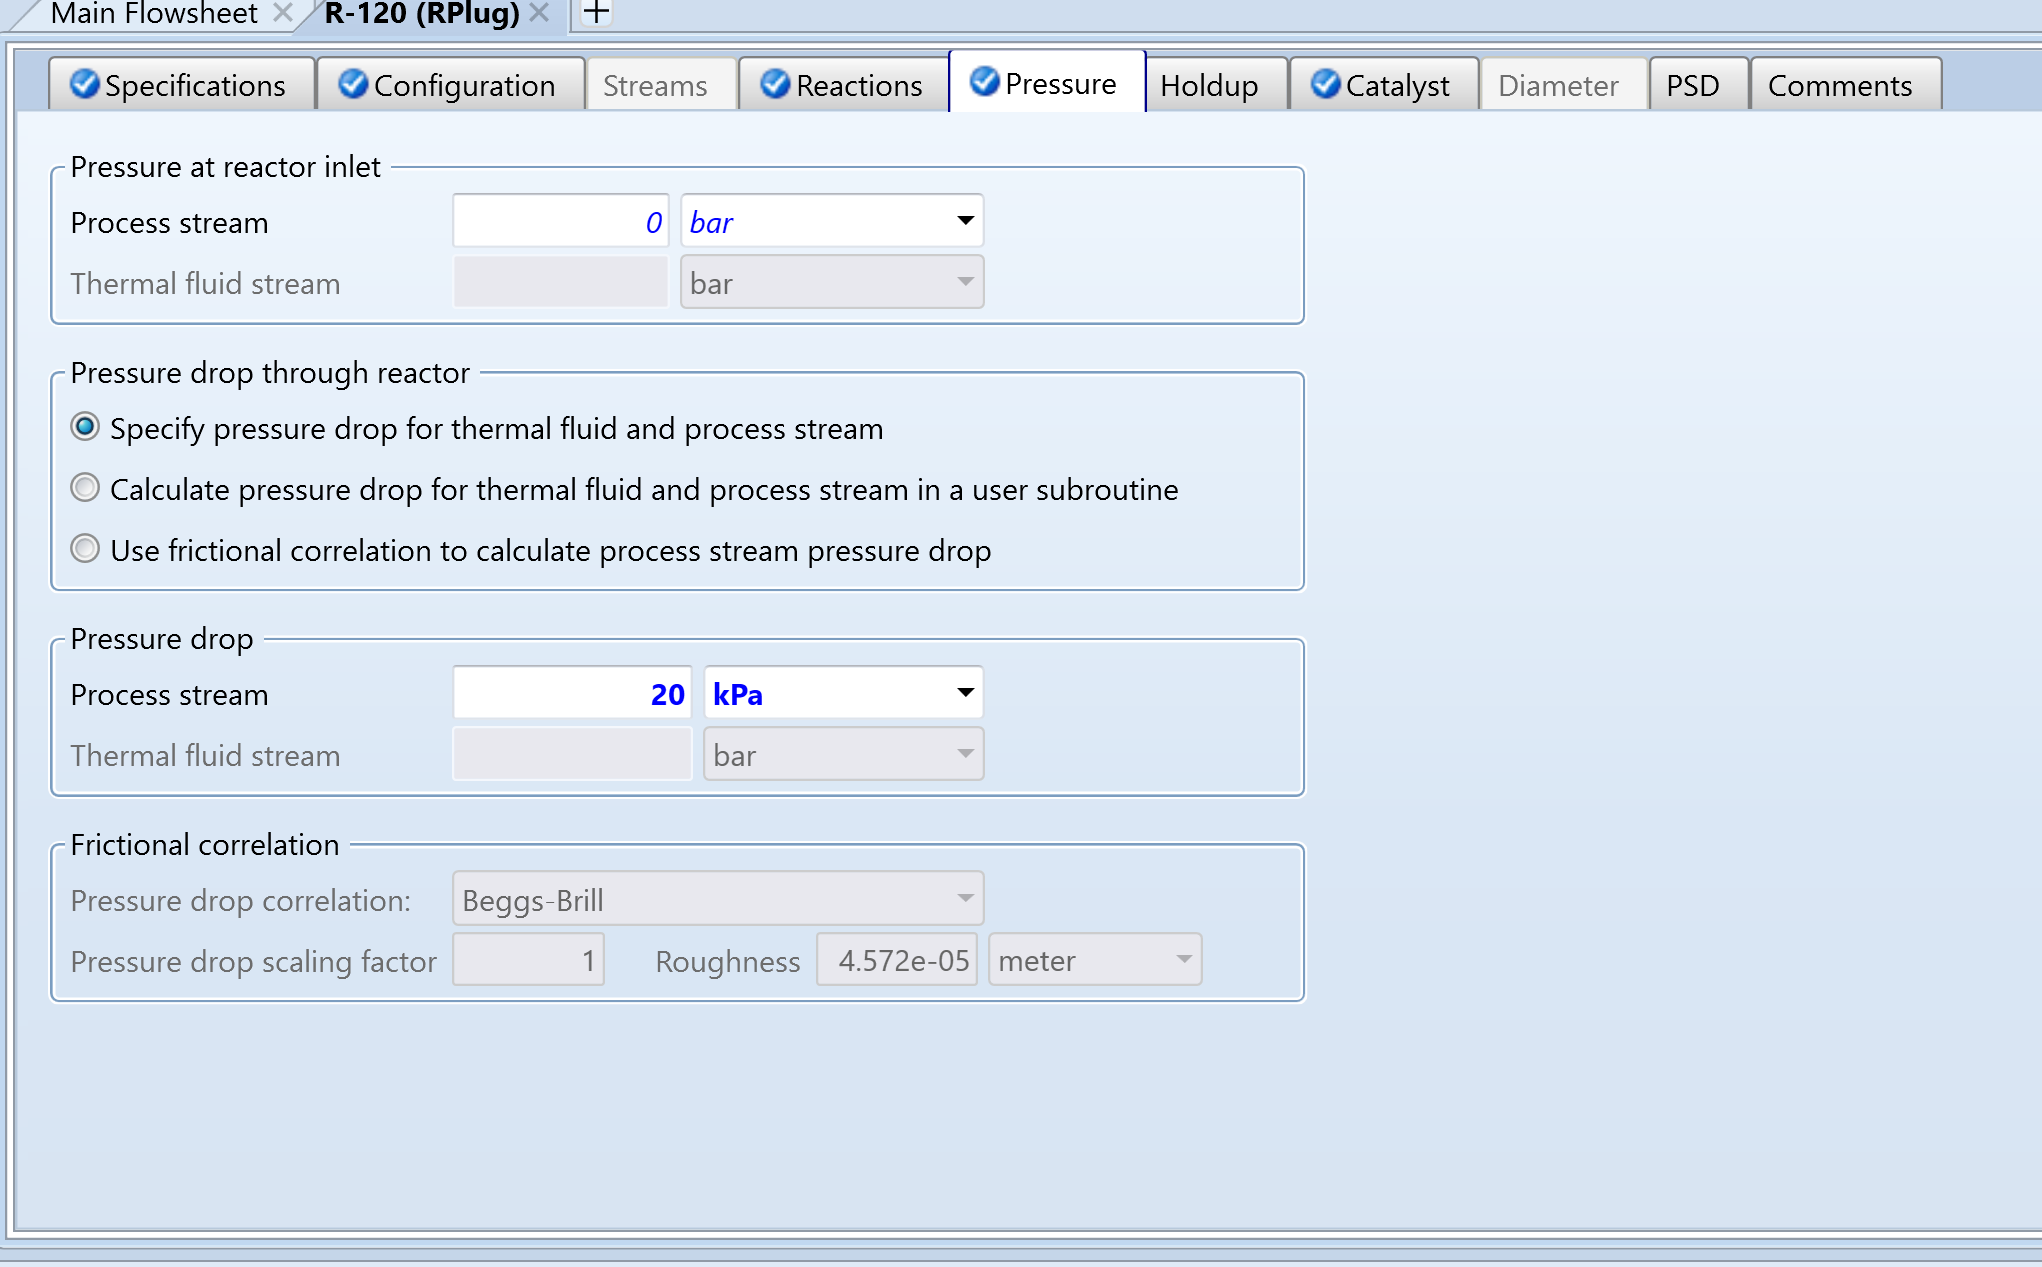 Main Flowsheet R-120 (RPlug) +
Specifications Configuration Streams Reactions Pressure Holdup Catalyst Diameter PSD Comments
Pressure at reactor inlet
Process stream 0 bar
Thermal fluid stream bar
Pressure drop through reactor
Specify pressure drop for thermal fluid and process stream
Calculate pressure drop for thermal fluid and process stream in a user subroutine
Use frictional correlation to calculate process stream pressure drop
Pressure drop
Process stream 20 kPa
Thermal fluid stream bar
Frictional correlation
Pressure drop correlation: Beggs-Brill
Pressure drop scaling factor 1 Roughness 4.572e-05 meter